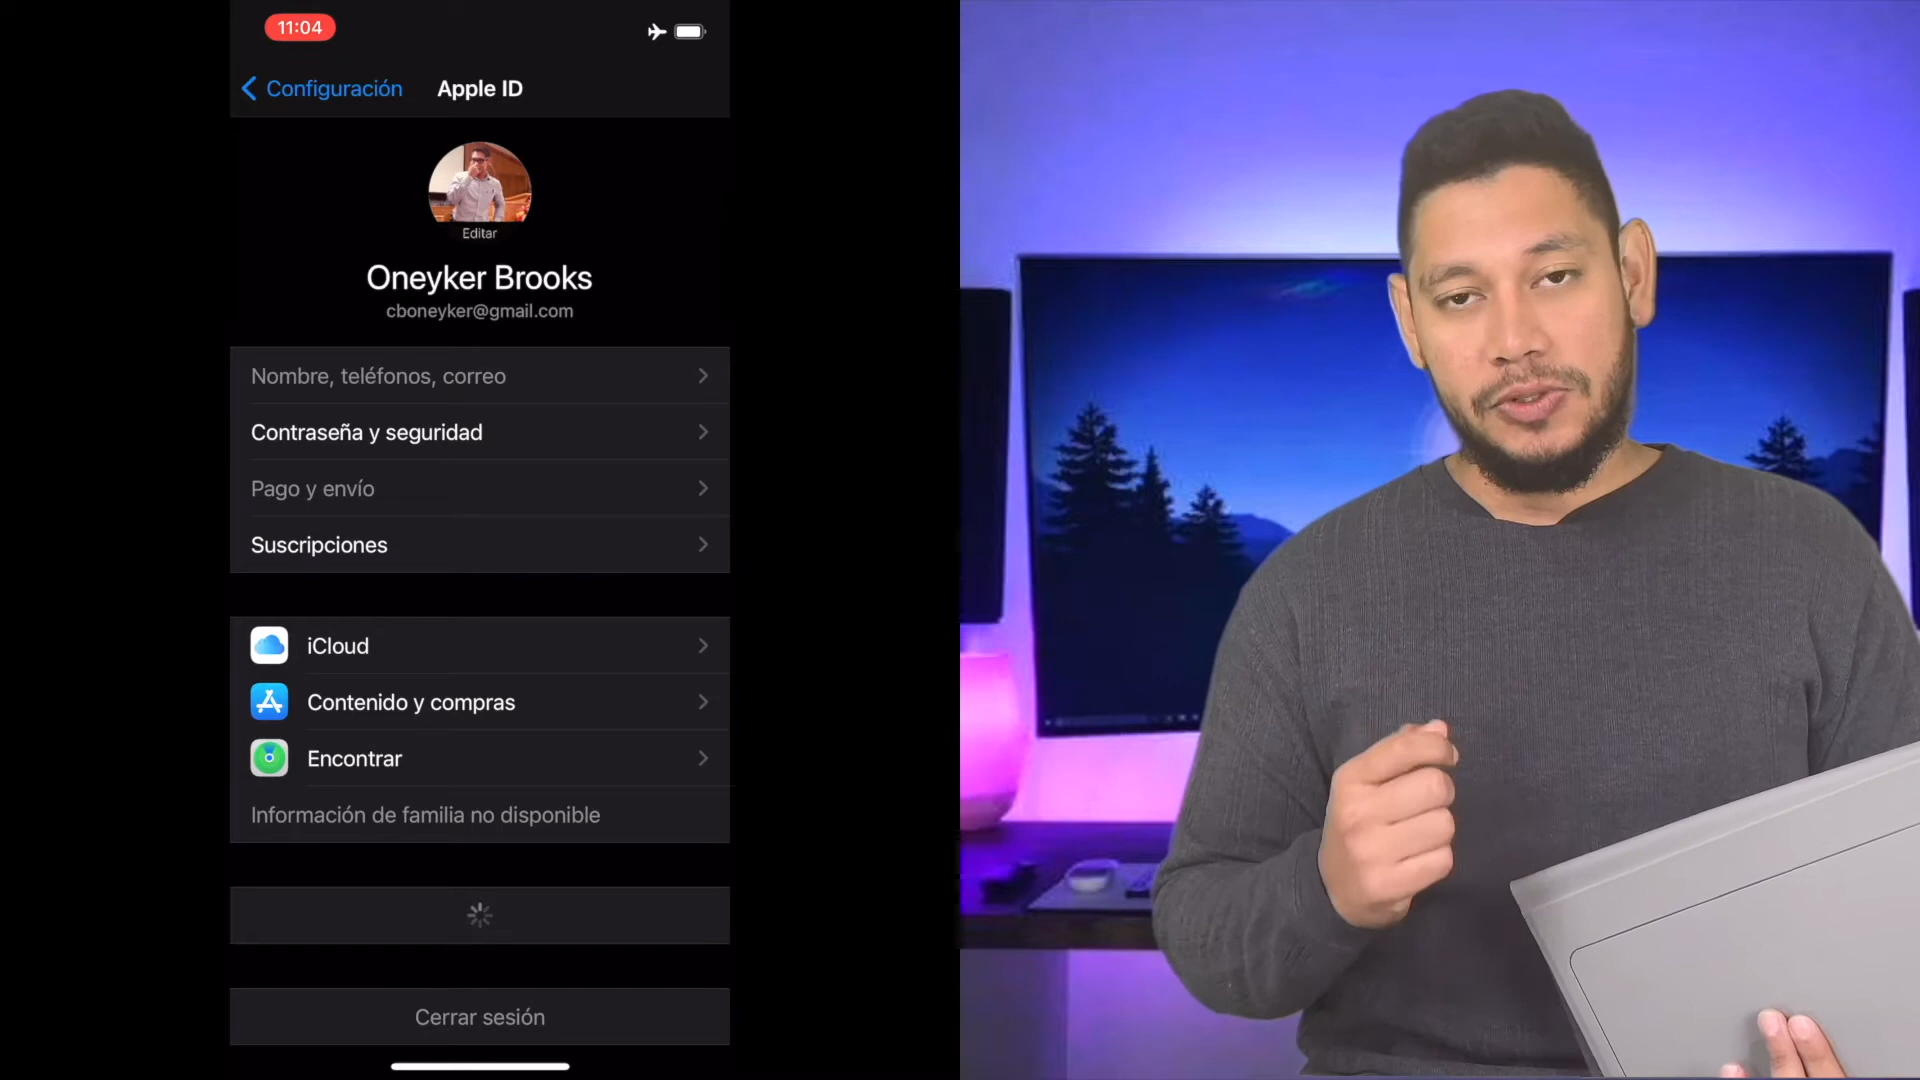 11:04
Configuración
Apple ID
Editar
Oneyker Brooks
cboneyker@gmail.com
Nombre, teléfonos, correo
Contraseña y seguridad
Pago y envío
Suscripciones
iCloud
Contenido y compras
Encontrar
Información de familia no disponible
Cerrar sesión